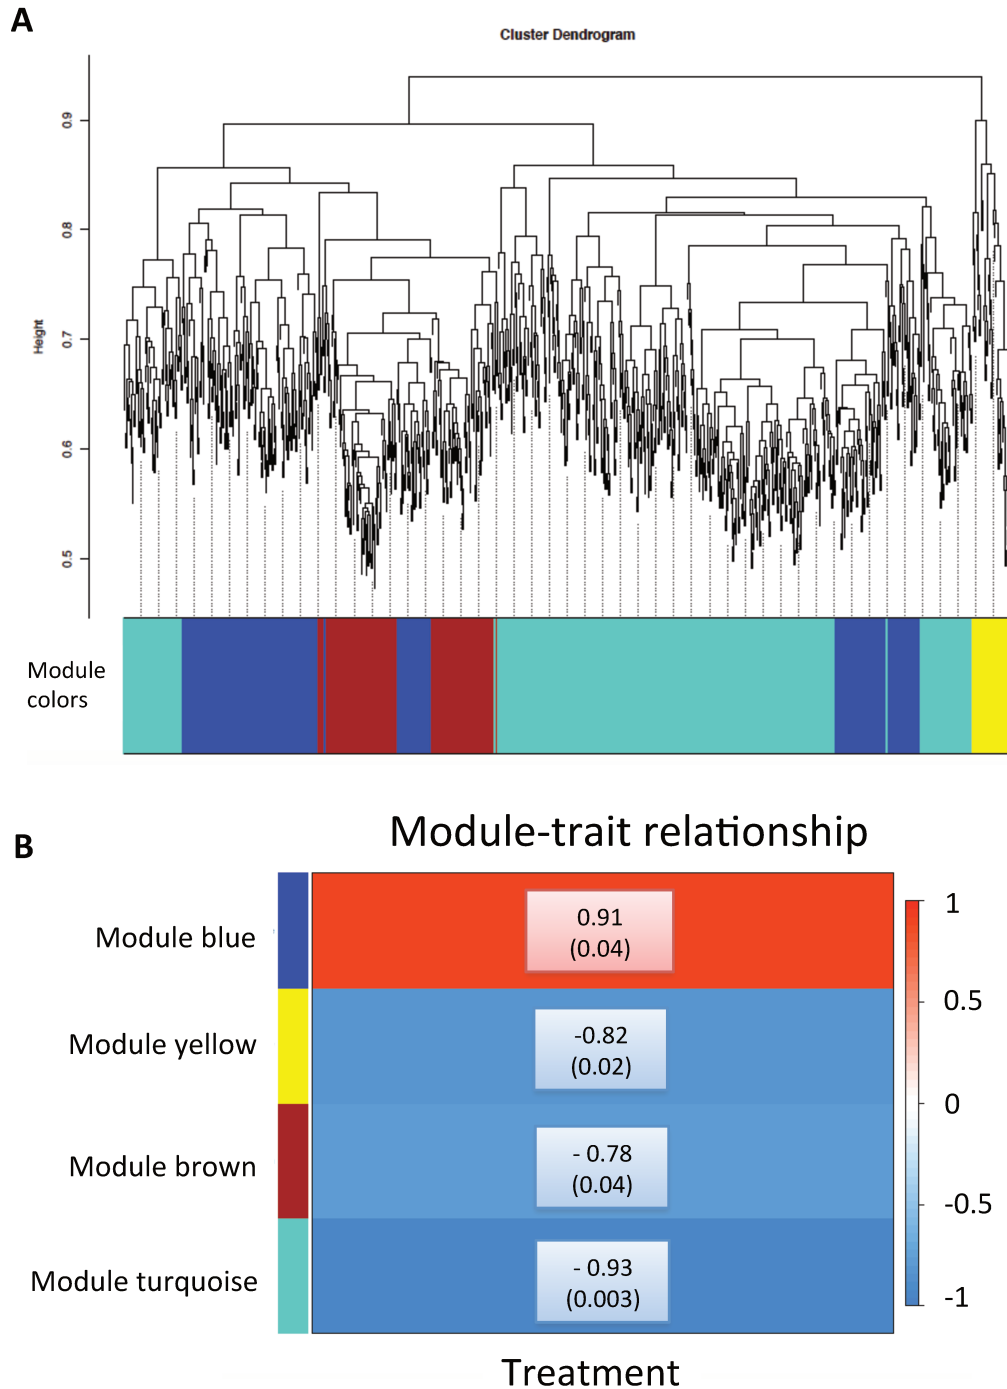 A
Cluster Dendrogram
Height
0.9
0.8
0.7
0.6
0.5
Module
colors
B
Module-trait relationship
Module blue
0.91
(0.04)
Module yellow
-0.82
(0.02)
Module brown
- 0.78
(0.04)
Module turquoise
- 0.93
(0.003)
1
0.5
0
-0.5
-1
Treatment